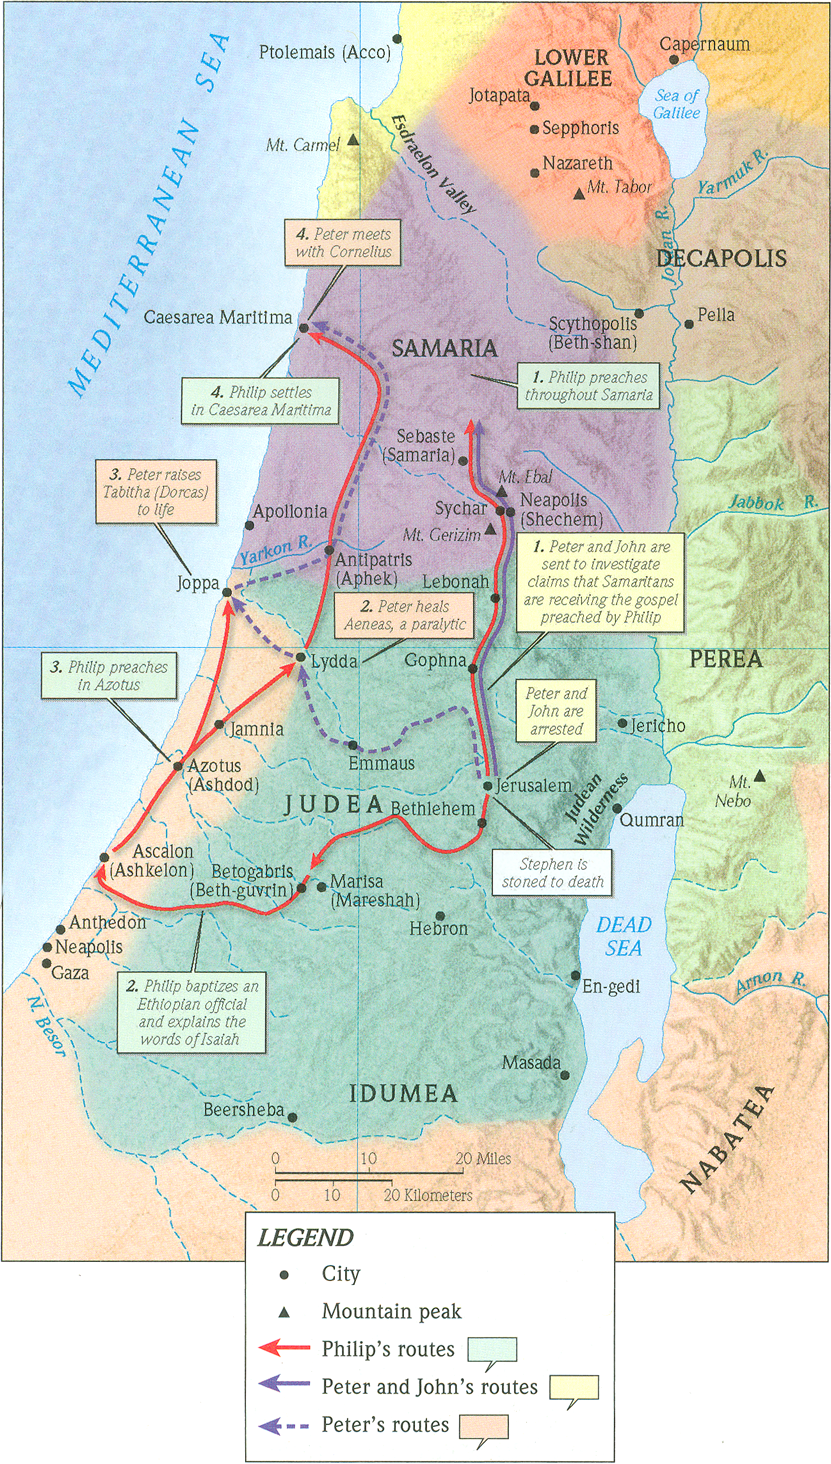 Ptolemais (Acco)
LOWER
GALILEE
Capernaum
Sea of
Galilee
Jotapata
Sepphoris
Nazareth
Mt. Tabor
Mt. Carmel
Esdraelon Valley
MEDITERRANEAN SEA
Yarmuk R.
Jordan R.
DECAPOLIS
4. Peter meets
with Cornelius
Caesarea Maritima
Scythopolis
(Beth-shan)
Pella
SAMARIA
1. Philip preaches
throughout Samaria
4. Philip settles
in Caesarea Maritima
Sebaste
(Samaria)
3. Peter raises
Tabitha (Dorcas)
to life
Mt. Ebal
Apollonia
Sychar
Neapolis
(Shechem)
Jabbok R.
Mt. Gerizim
Yarkon R.
Antipatris
(Aphek)
1. Peter and John are
sent to investigate
claims that Samaritans
are receiving the gospel
preached by Philip
Joppa
Lebonah
2. Peter heals
Aeneas, a paralytic
Lydda
Gophna
PEREA
3. Philip preaches
in Azotus
Peter and
John are
arrested
Jamnia
Jericho
Emmaus
Azotus
(Ashdod)
Jerusalem
Mt.
Nebo
JUDEA
Bethlehem
Judean
Wilderness
Qumran
Ascalon
(Ashkelon)
Stephen is
stoned to death
Betogabris
(Beth-guvrin)
Marisa
(Mareshah)
Hebron
Anthedon
Neapolis
Gaza
DEAD
SEA
En-gedi
Arnon R.
2. Philip baptizes an
Ethiopian official
and explains the
words of Isaiah
N. Besor
Masada
IDUMEA
Beersheba
NABATEA
0 10 20 Miles
0 10 20 Kilometers
LEGEND
City
Mountain peak
Philip's routes
Peter and John's routes
Peter's routes